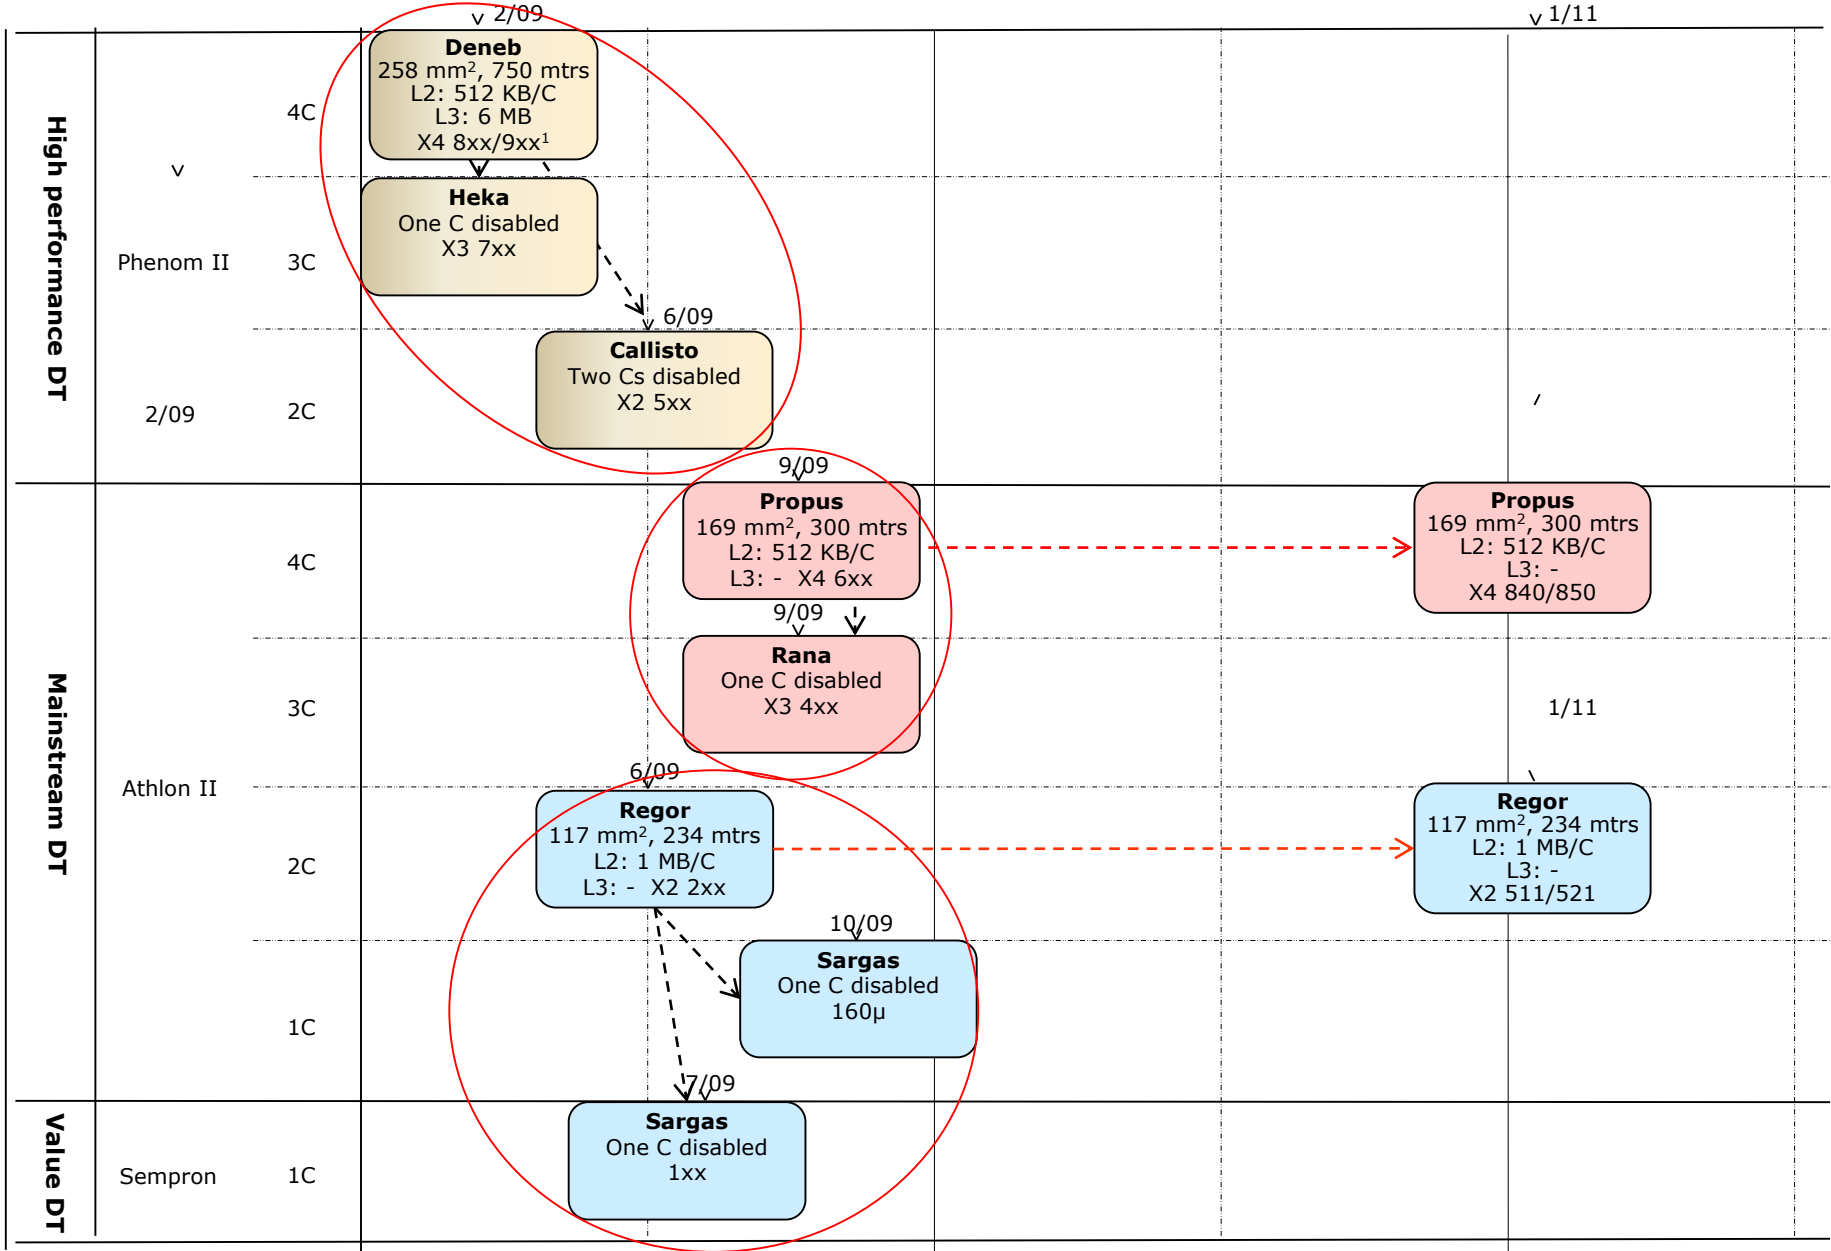 2/09
1/11
High performance DT
Phenom II
2/09
4C
3C
2C
Deneb
258 mm², 750 mtrs
L2: 512 KB/C
L3: 6 MB
X4 8xx/9xx¹
Heka
One C disabled
X3 7xx
6/09
Callisto
Two Cs disabled
X2 5xx
Mainstream DT
Athlon II
4C
3C
2C
1C
9/09
Propus
169 mm², 300 mtrs
L2: 512 KB/C
L3: - X4 6xx
Propus
169 mm², 300 mtrs
L2: 512 KB/C
L3: -
X4 840/850
9/09
Rana
One C disabled
X3 4xx
1/11
6/09
Regor
117 mm², 234 mtrs
L2: 1 MB/C
L3: - X2 2xx
Regor
117 mm², 234 mtrs
L2: 1 MB/C
L3: -
X2 511/521
10/09
Sargas
One C disabled
160µ
Value DT
Sempron
1C
7/09
Sargas
One C disabled
1xx